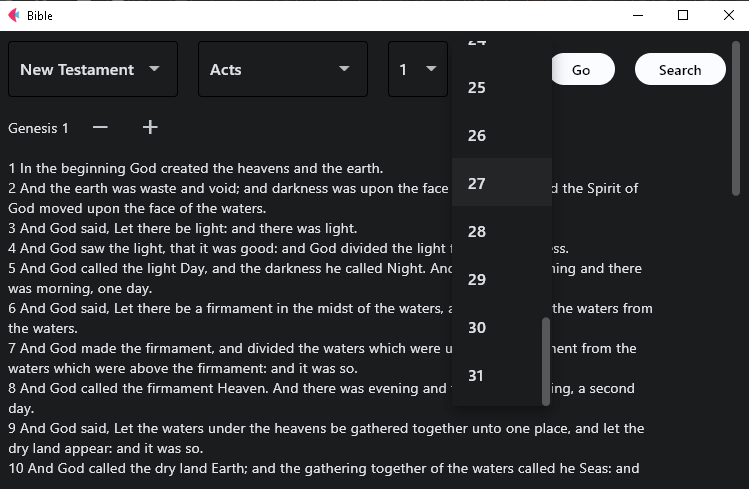 Bible
New Testament
Acts
1
24
25
26
27
28
29
30
31
Go
Search
Genesis 1
1 In the beginning God created the heavens and the earth.
2 And the earth was waste and void; and darkness was upon the face d the Spirit of
God moved upon the face of the waters.
3 And God said, Let there be light: and there was light.
4 And God saw the light, that it was good: and God divided the light ess.
5 And God called the light Day, and the darkness he called Night. And ning and there
was morning, one day.
6 And God said, Let there be a firmament in the midst of the waters, a the waters from
the waters.
7 And God made the firmament, and divided the waters which were u ent from the
waters which were above the firmament: and it was so.
8 And God called the firmament Heaven. And there was evening and ing, a second
day.
9 And God said, Let the waters under the heavens be gathered together unto one place, and let the
dry land appear: and it was so.
10 And God called the dry land Earth; and the gathering together of the waters called he Seas: and